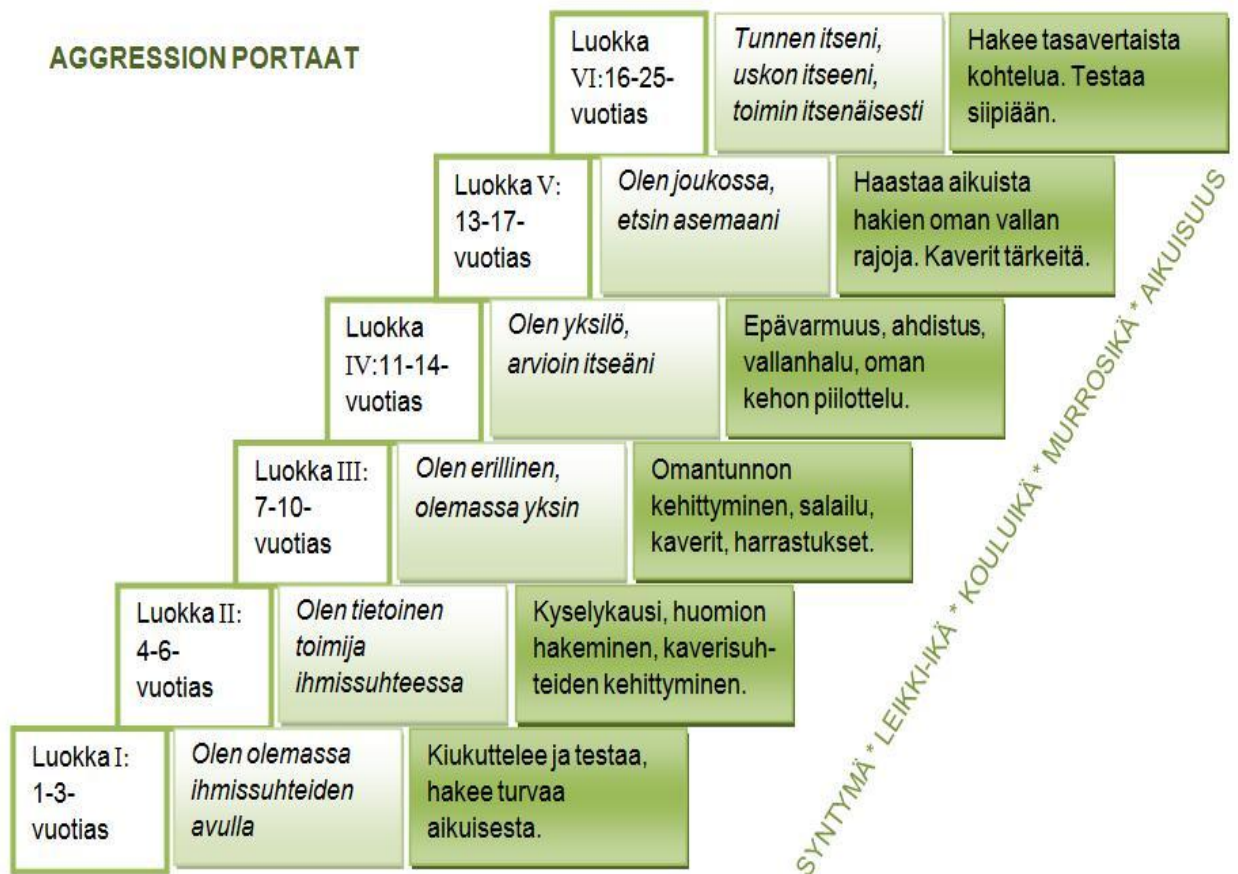 AGGRESSION PORTAAT
Luokka
VI:16-25-
vuotias
Tunnen itseni,
uskon itseeni,
toimin itsenäisesti
Hakee tasavertaista
kohtelua. Testaa
siipiään.
Luokka V:
13-17-
vuotias
Olen joukossa,
etsin asemaani
Haastaa aikuista
hakien oman vallan
rajoja. Kaverit tärkeitä.
Luokka
IV:11-14-
vuotias
Olen yksilö,
arvioin itseäni
Epävarmuus, ahdistus,
vallanhalu, oman
kehon piilottelu.
Luokka III:
7-10-
vuotias
Olen erillinen,
olemassa yksin
Omantunnon
kehittyminen, salailu,
kaverit, harrastukset.
Luokka II:
4-6-
vuotias
Olen tietoinen
toimija
ihmissuhteessa
Kyselykausi, huomion
hakeminen, kaverisuh-
teiden kehittyminen.
Luokka I:
1-3-
vuotias
Olen olemassa
ihmissuhteiden
avulla
Kiukuttelee ja testaa,
hakee turvaa
aikuisesta.
SYNTYMÄ * LEIKKI-IKÄ * KOULUIKÄ * MURROSIKÄ * AIKUISUUS